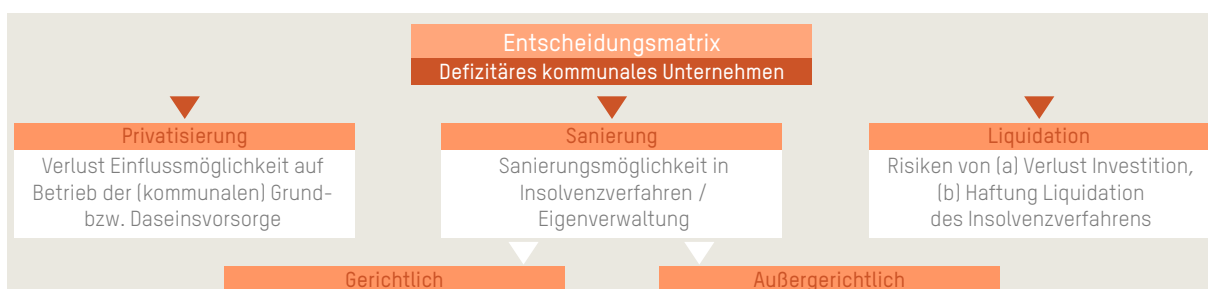 Entscheidungsmatrix
Defizitäres kommunales Unternehmen
Privatisierung
Verlust Einflussmöglichkeit auf
Betrieb der (kommunalen) Grund-
bzw. Daseinsvorsorge
Sanierung
Sanierungsmöglichkeit in
Insolvenzverfahren /
Eigenverwaltung
Liquidation
Risiken von (a) Verlust Investition,
(b) Haftung Liquidation
des Insolvenzverfahrens
Gerichtlich
Außergerichtlich